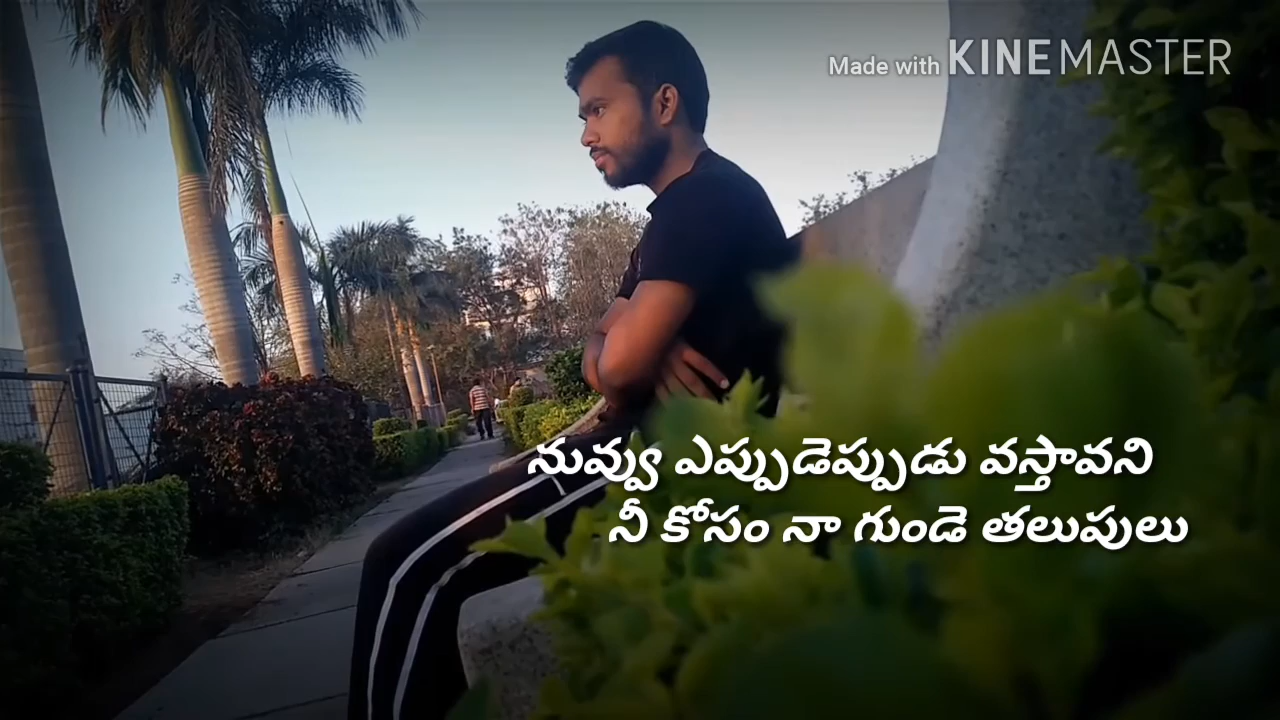 Made with KINEMASTER
నువ్వు ఎప్పుడెప్పుడు వస్తావని
నీ కోసం నా గుండె తలుపులు